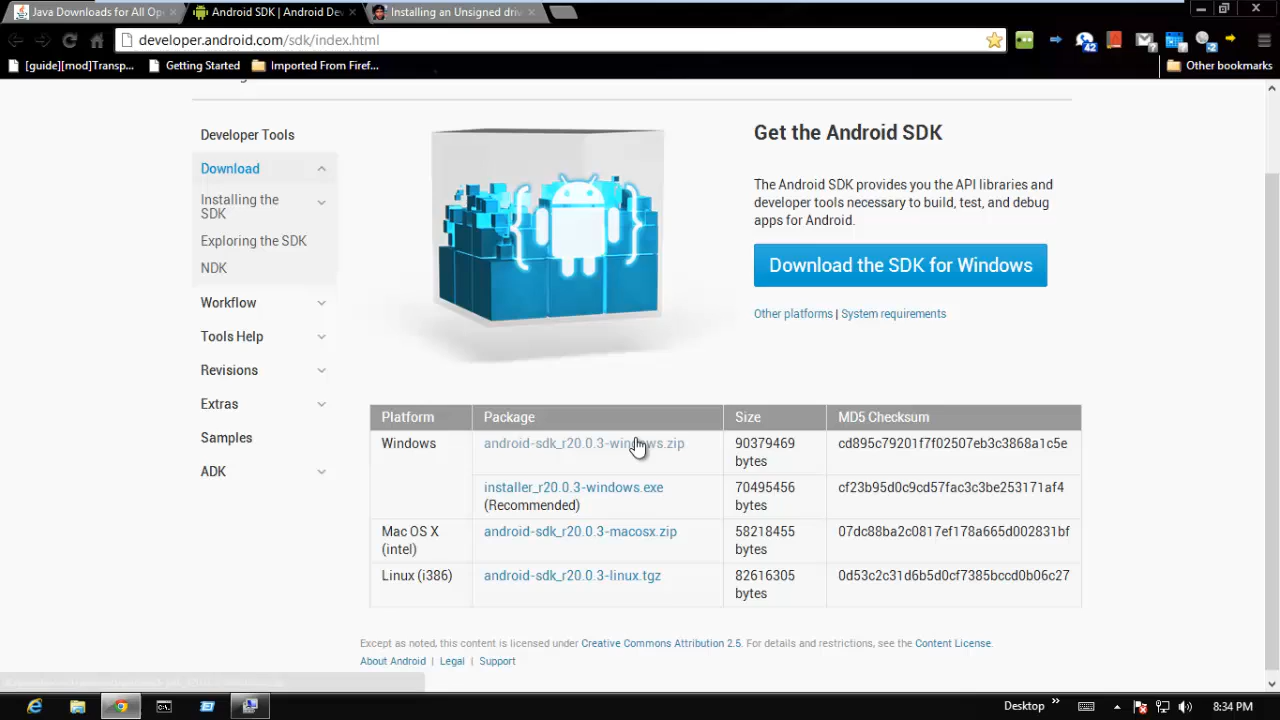 Java Downloads for All Ope
Android SDK | Android Dev
Installing an Unsigned driv
developer.android.com/sdk/index.html
42
[guide][mod]Transp...
Getting Started
Imported From Firef...
Other bookmarks
Developer Tools
Download
Installing the
SDK
Exploring the SDK
NDK
Workflow
Tools Help
Revisions
Extras
Samples
ADK
Get the Android SDK
The Android SDK provides you the API libraries and
developer tools necessary to build, test, and debug
apps for Android.
Download the SDK for Windows
Other platforms | System requirements
Platform Package Size MD5 Checksum
Windows android-sdk_r20.0.3-windows.zip 90379469 cd895c79201f7f02507eb3c3868a1c5e
bytes
installer_r20.0.3-windows.exe 70495456 cf23b95d0c9cd57fac3c3be253171af4
(Recommended) bytes
Mac OS X android-sdk_r20.0.3-macosx.zip 58218455 07dc88ba2c0817ef178a665d002831bf
(intel) bytes
Linux (i386) android-sdk_r20.0.3-linux.tgz 82616305 0d53c2c31d6b5d0cf7385bccd0b06c27
bytes
Except as noted, this content is licensed under Creative Commons Attribution 2.5. For details and restrictions, see the Content License.
About Android | Legal | Support
Desktop
8:34 PM